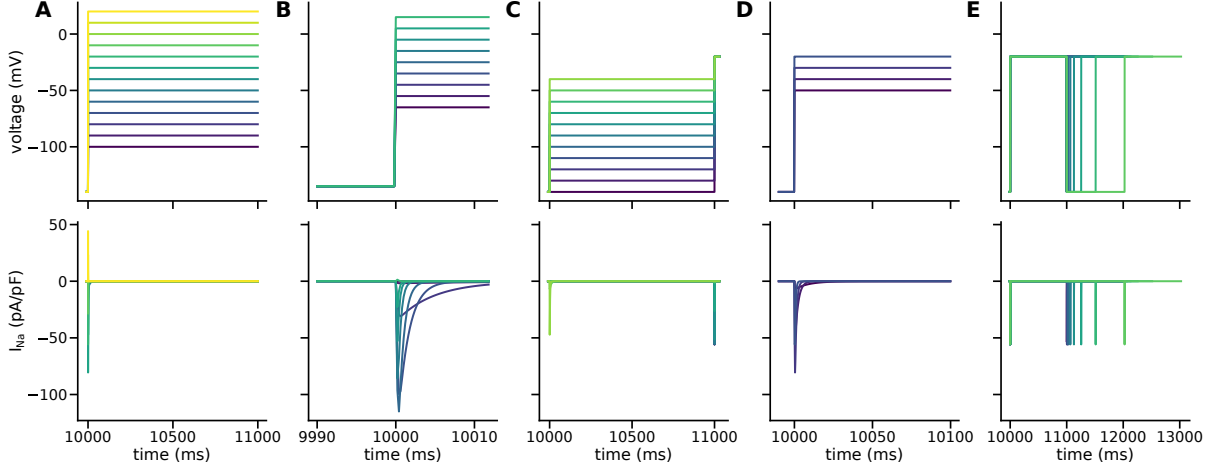 A B C D E
voltage (mV)
0
−50
−100
I_Na (pA/pF)
50
0
−50
−100
10000 10500 11000
9990 10000 10010
10000 10500 11000
10000 10050 10100
10000 11000 12000 13000
time (ms) time (ms) time (ms) time (ms) time (ms)